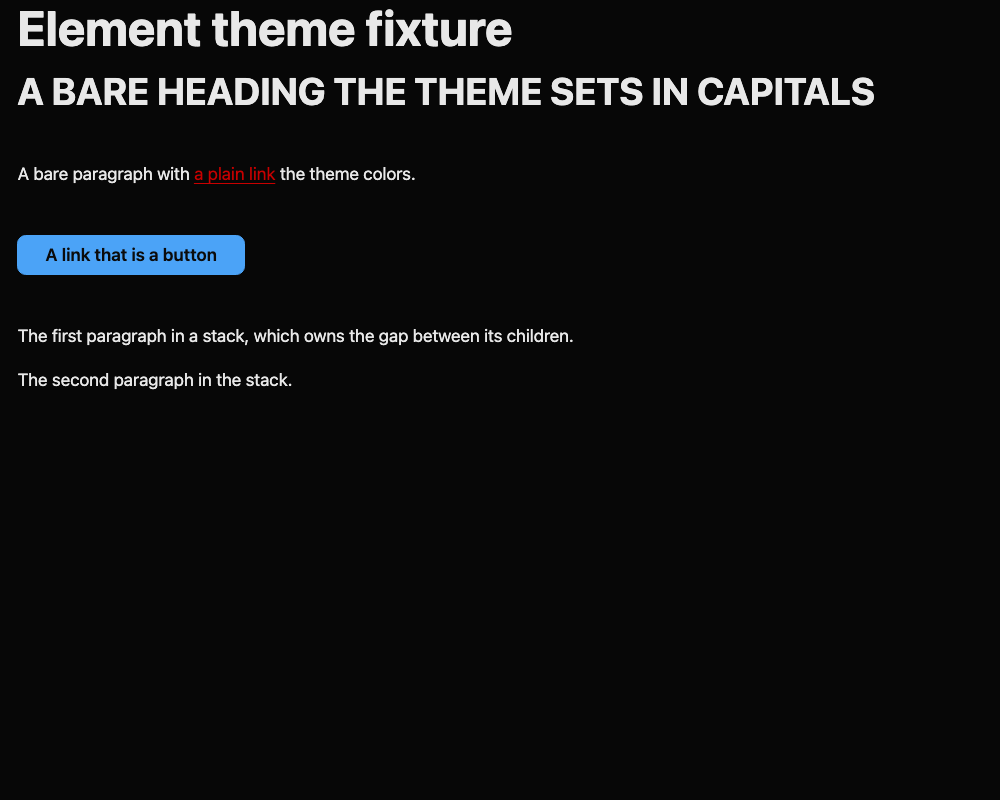 Element theme fixture
A BARE HEADING THE THEME SETS IN CAPITALS
A bare paragraph with a plain link the theme colors.
A link that is a button
The first paragraph in a stack, which owns the gap between its children.
The second paragraph in the stack.